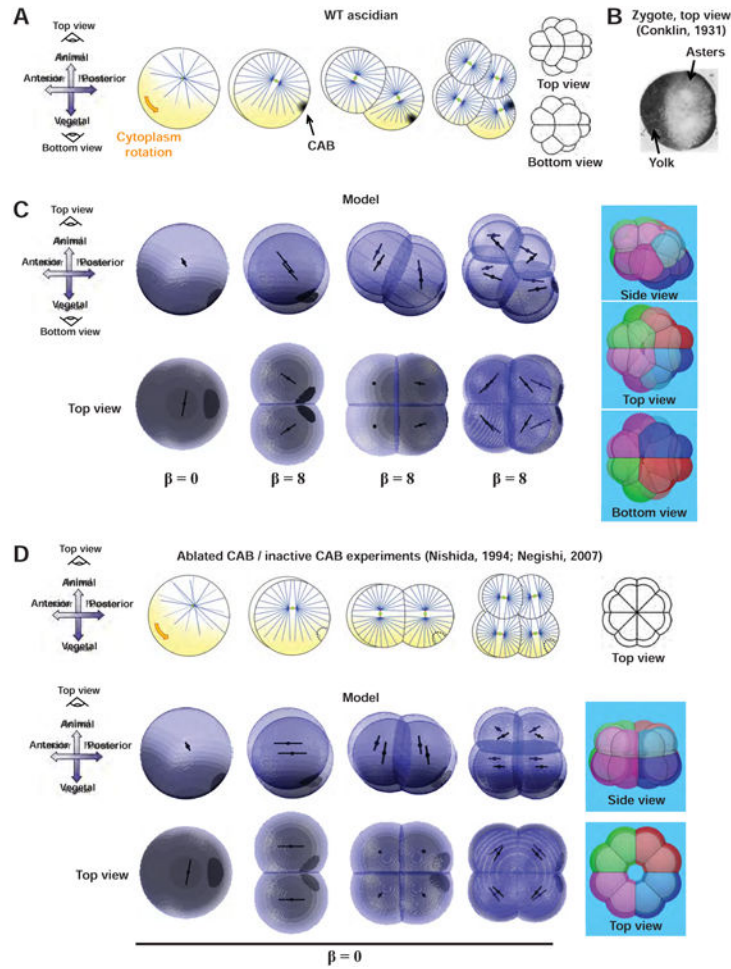 A
WT ascidian
B
Zygote, top view
(Conklin, 1931)
Top view
Animal
Anterior
Posterior
Vegetal
Bottom view
Cytoplasm
rotation
CAB
Top view
Bottom view
Asters
Yolk
C
Model
Top view
Animal
Anterior
Posterior
Vegetal
Bottom view
Top view
β = 0
β = 8
β = 8
β = 8
Side view
Top view
Bottom view
D
Ablated CAB / inactive CAB experiments (Nishida, 1994; Negishi, 2007)
Top view
Animal
Anterior
Posterior
Vegetal
Top view
Model
Top view
Animal
Anterior
Posterior
Vegetal
Side view
Top view
Top view
β = 0